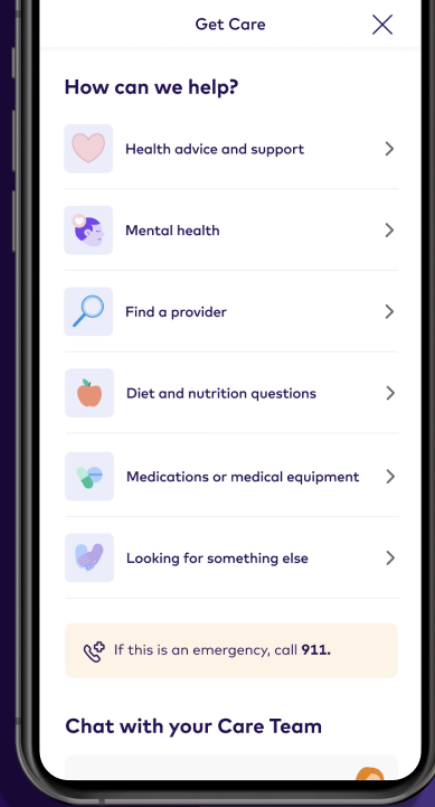 Get Care
How can we help?
Health advice and support
Mental health
Find a provider
Diet and nutrition questions
Medications or medical equipment
Looking for something else
If this is an emergency, call 911.
Chat with your Care Team